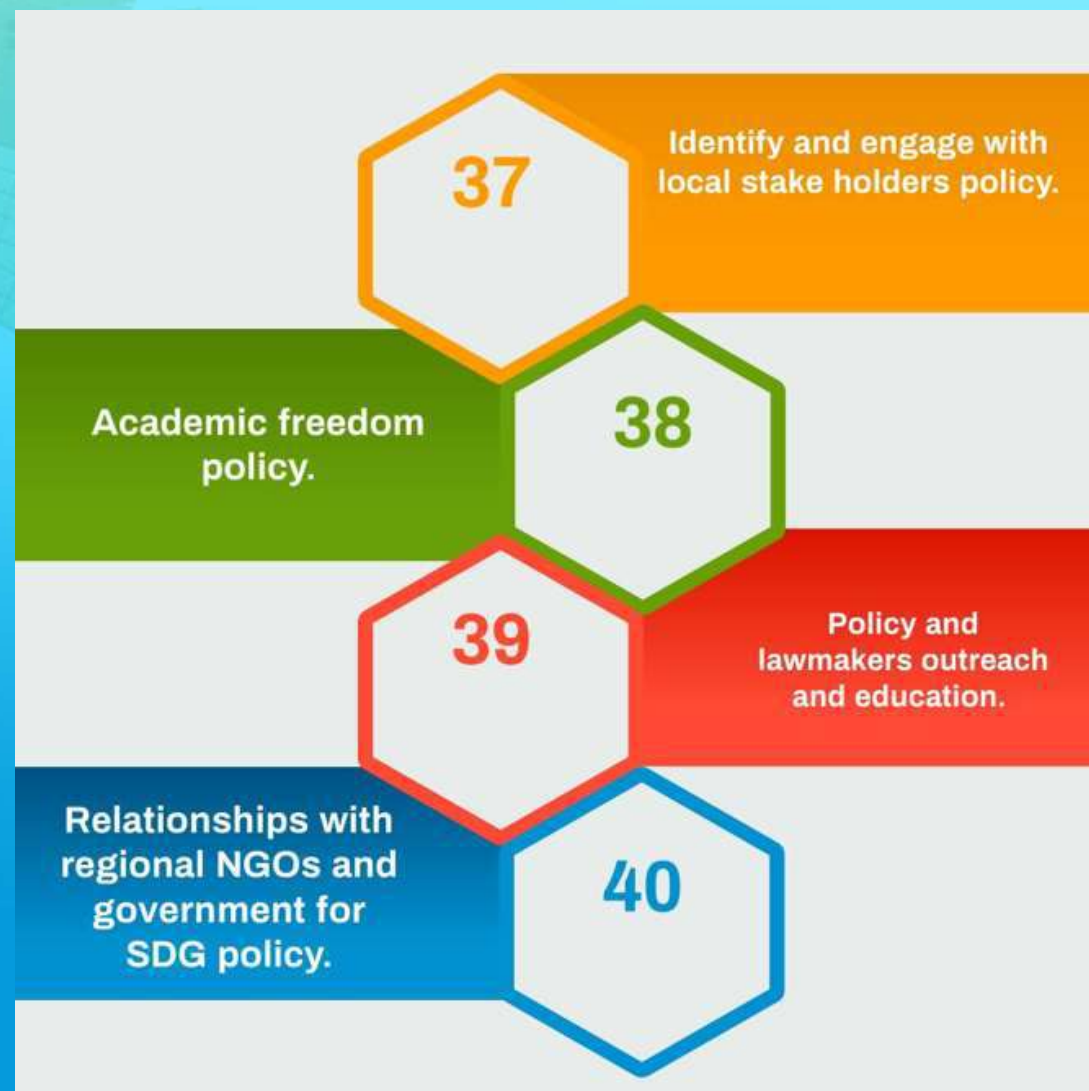 37
Identify and engage with
local stake holders policy.
38
Academic freedom
policy.
39
Policy and
lawmakers outreach
and education.
40
Relationships with
regional NGOs and
government for
SDG policy.